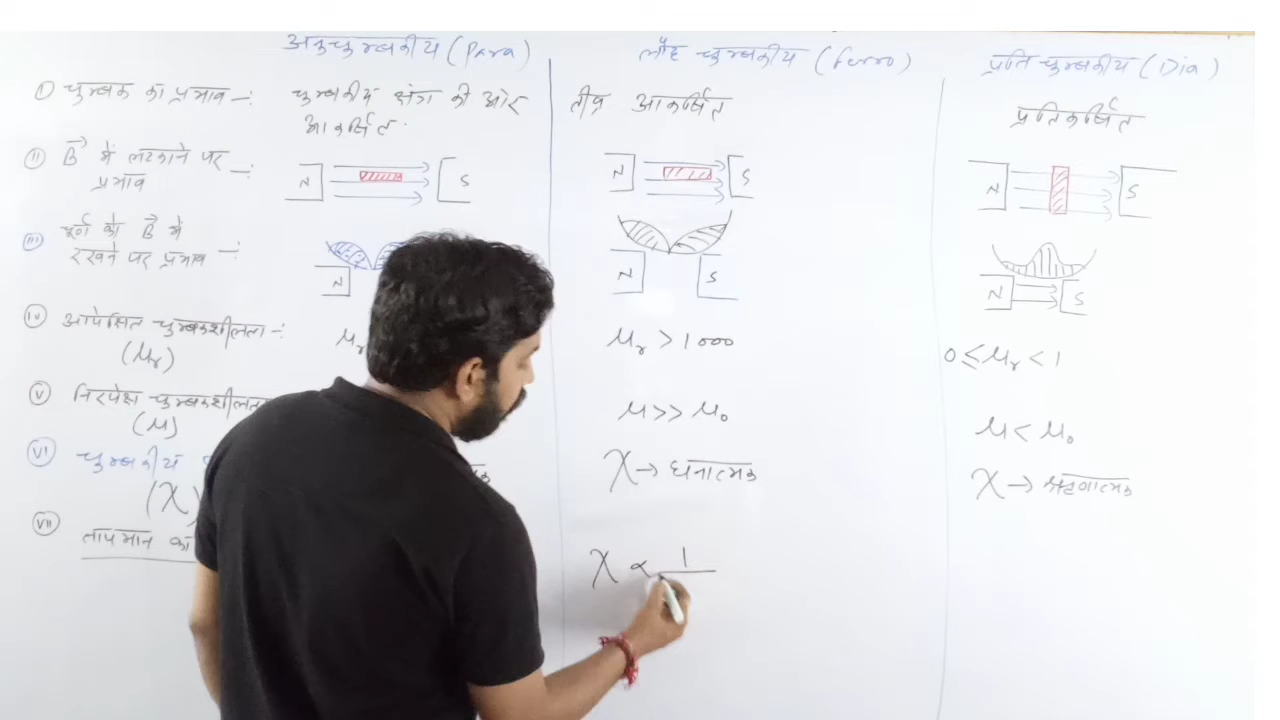 अनुचुम्बकीय (Para)
लौह चुम्बकीय (Ferro)
प्रति चुम्बकीय (Dia)
① चुम्बक का प्रभाव -:
चुम्बकीय क्षेत्र की ओर
आकर्षित.
तीव्र आकर्षित
प्रतिकर्षित
(II) B⃗ में लटकाने पर -:
प्रभाव
N S
N S
N S
(III) चूर्ण को B⃗ में
रखने पर प्रभाव -:
N
N S
N S
(IV) आपेक्षित चुम्बकशीलता -:
(μr)
μr
μr > 1000
0 ≤ μr < 1
(V) निरपेक्ष चुम्बकशीलता
(μ)
μ >> μ₀
μ < μ₀
(VI) चुम्बकीय
(χ)
χ → धनात्मक
χ → ऋणात्मक
(VII) तापमान का
χ ∝ 1